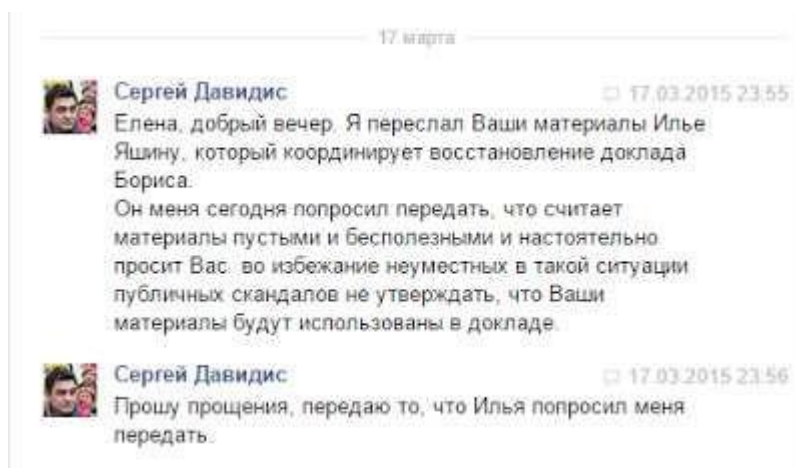 17 марта
Сергей Давидис 17.03.2015 23:55
Елена, добрый вечер. Я переслал Ваши материалы Илье
Яшину, который координирует восстановление доклада
Бориса.
Он меня сегодня попросил передать, что считает
материалы пустыми и бесполезными и настоятельно
просит Вас во избежание неуместных в такой ситуации
публичных скандалов не утверждать, что Ваши
материалы будут использованы в докладе.
Сергей Давидис 17.03.2015 23:56
Прошу прощения, передаю то, что Илья попросил меня
передать.